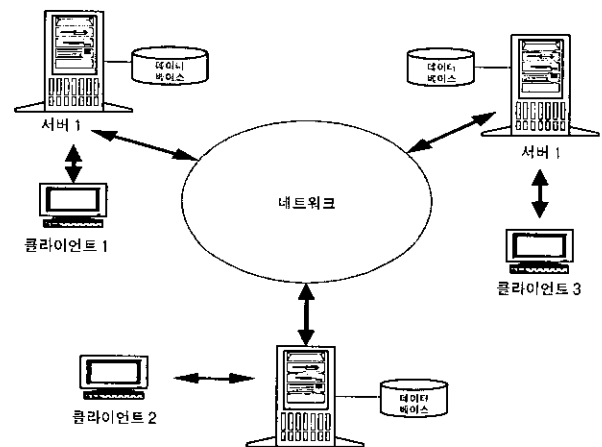 데이터
베이스
서버 1
클라이언트 1
데이터
베이스
서버 1
클라이언트 3
네트워크
클라이언트 2
데이터
베이스